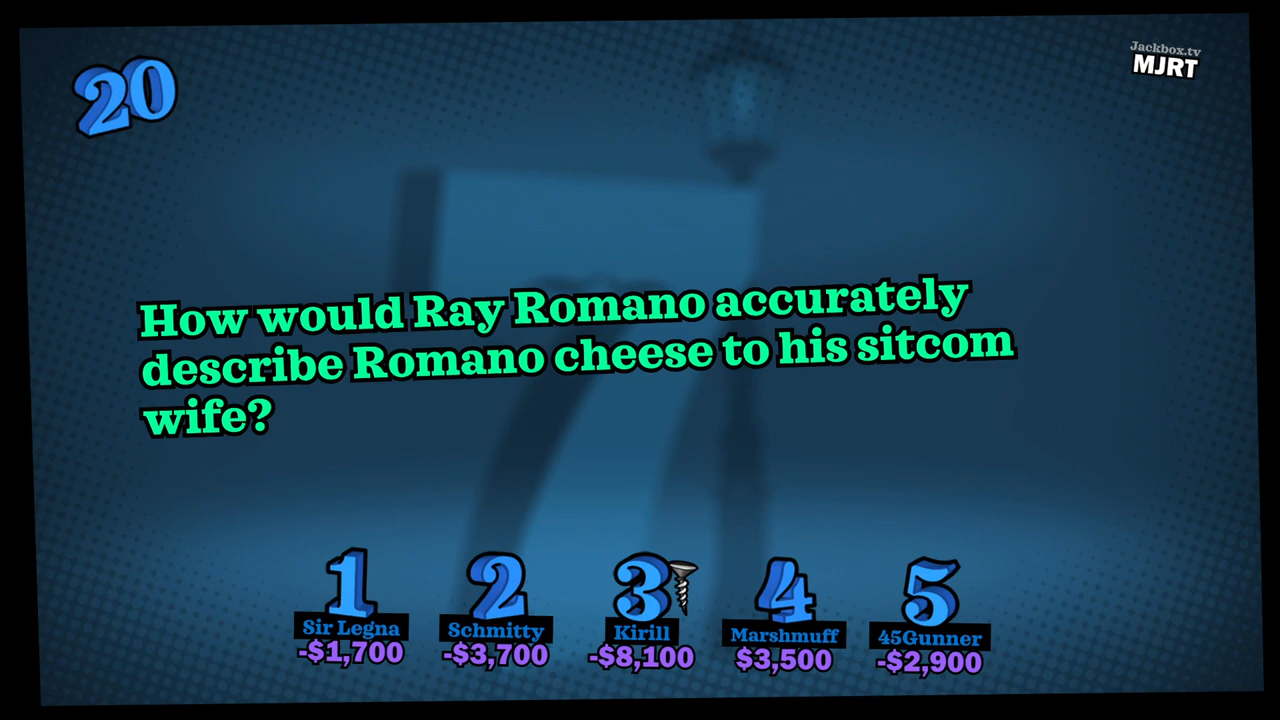 20
Jackbox.tv
MJRT
How would Ray Romano accurately
describe Romano cheese to his sitcom
wife?
1 2 3 4 5
Sir Legna Schmitty Kirill Marshmuff 45Gunner
-$1,700 -$3,700 -$8,100 $3,500 -$2,900